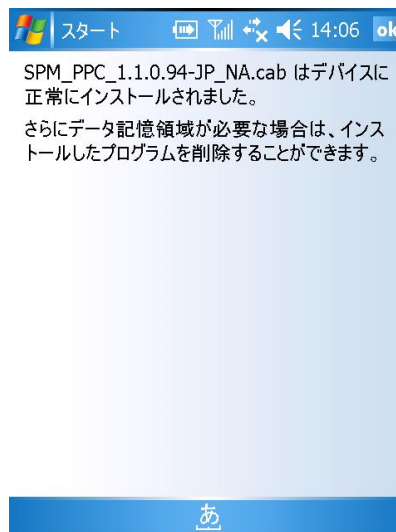 スタート 14:06 ok
SPM_PPC_1.1.0.94-JP_NA.cab はデバイスに
正常にインストールされました。
さらにデータ記憶領域が必要な場合は、インス
トールしたプログラムを削除することができます。
あ